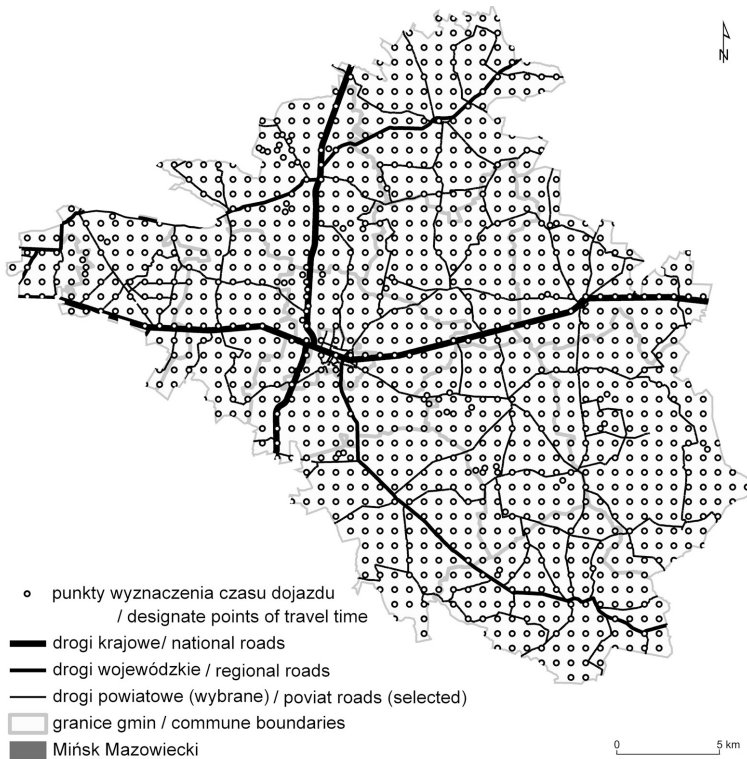 N
punkty wyznaczenia czasu dojazdu
/ designate points of travel time
drogi krajowe/ national roads
drogi wojewódzkie / regional roads
drogi powiatowe (wybrane) / poviat roads (selected)
granice gmin / commune boundaries
Mińsk Mazowiecki
0 5 km